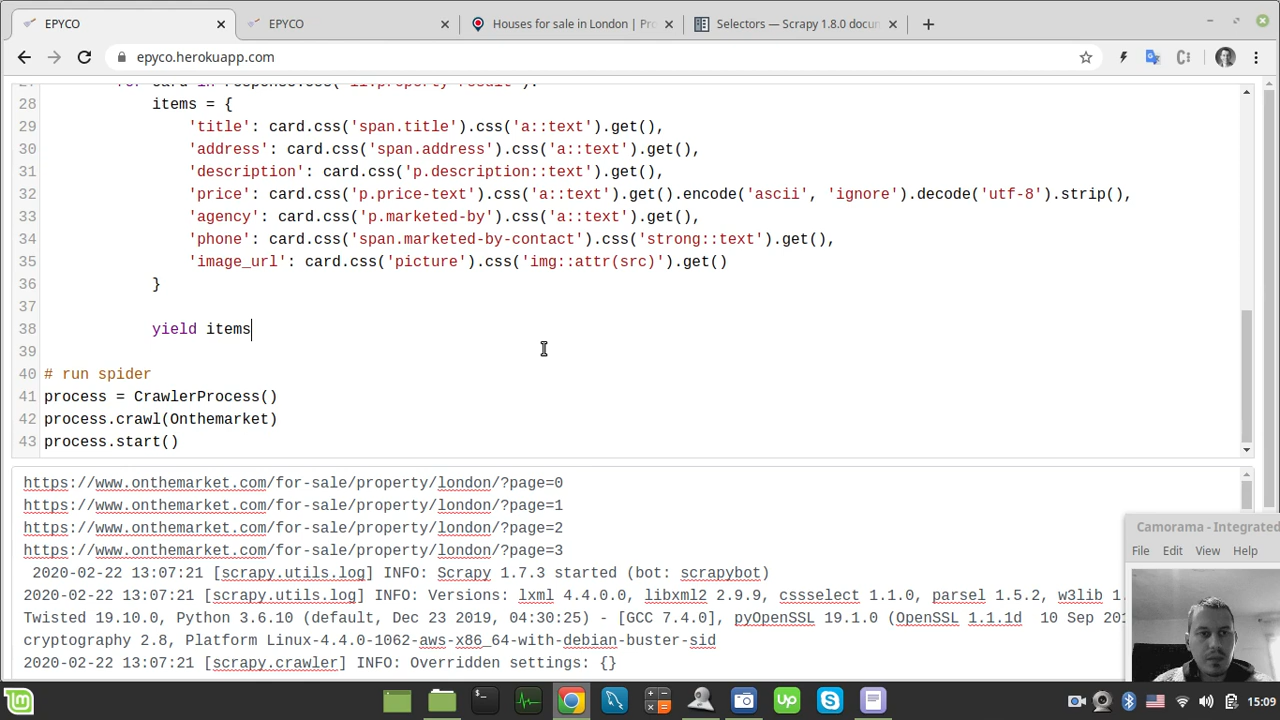 EPYCO
EPYCO
Houses for sale in London | Pro
Selectors — Scrapy 1.8.0 docum
epyco.herokuapp.com
28 items = {
29 'title': card.css('span.title').css('a::text').get(),
30 'address': card.css('span.address').css('a::text').get(),
31 'description': card.css('p.description::text').get(),
32 'price': card.css('p.price-text').css('a::text').get().encode('ascii', 'ignore').decode('utf-8').strip(),
33 'agency': card.css('p.marketed-by').css('a::text').get(),
34 'phone': card.css('span.marketed-by-contact').css('strong::text').get(),
35 'image_url': card.css('picture').css('img::attr(src)').get()
36 }
37
38 yield items
39
40 # run spider
41 process = CrawlerProcess()
42 process.crawl(Onthemarket)
43 process.start()
https://www.onthemarket.com/for-sale/property/london/?page=0
https://www.onthemarket.com/for-sale/property/london/?page=1
https://www.onthemarket.com/for-sale/property/london/?page=2
https://www.onthemarket.com/for-sale/property/london/?page=3
2020-02-22 13:07:21 [scrapy.utils.log] INFO: Scrapy 1.7.3 started (bot: scrapybot)
2020-02-22 13:07:21 [scrapy.utils.log] INFO: Versions: lxml 4.4.0.0, libxml2 2.9.9, cssselect 1.1.0, parsel 1.5.2, w3lib 1.
Twisted 19.10.0, Python 3.6.10 (default, Dec 23 2019, 04:30:25) - [GCC 7.4.0], pyOpenSSL 19.1.0 (OpenSSL 1.1.1d 10 Sep 201
cryptography 2.8, Platform Linux-4.4.0-1062-aws-x86_64-with-debian-buster-sid
2020-02-22 13:07:21 [scrapy.crawler] INFO: Overridden settings: {}
Camorama - Integrated
File Edit View Help
15:09